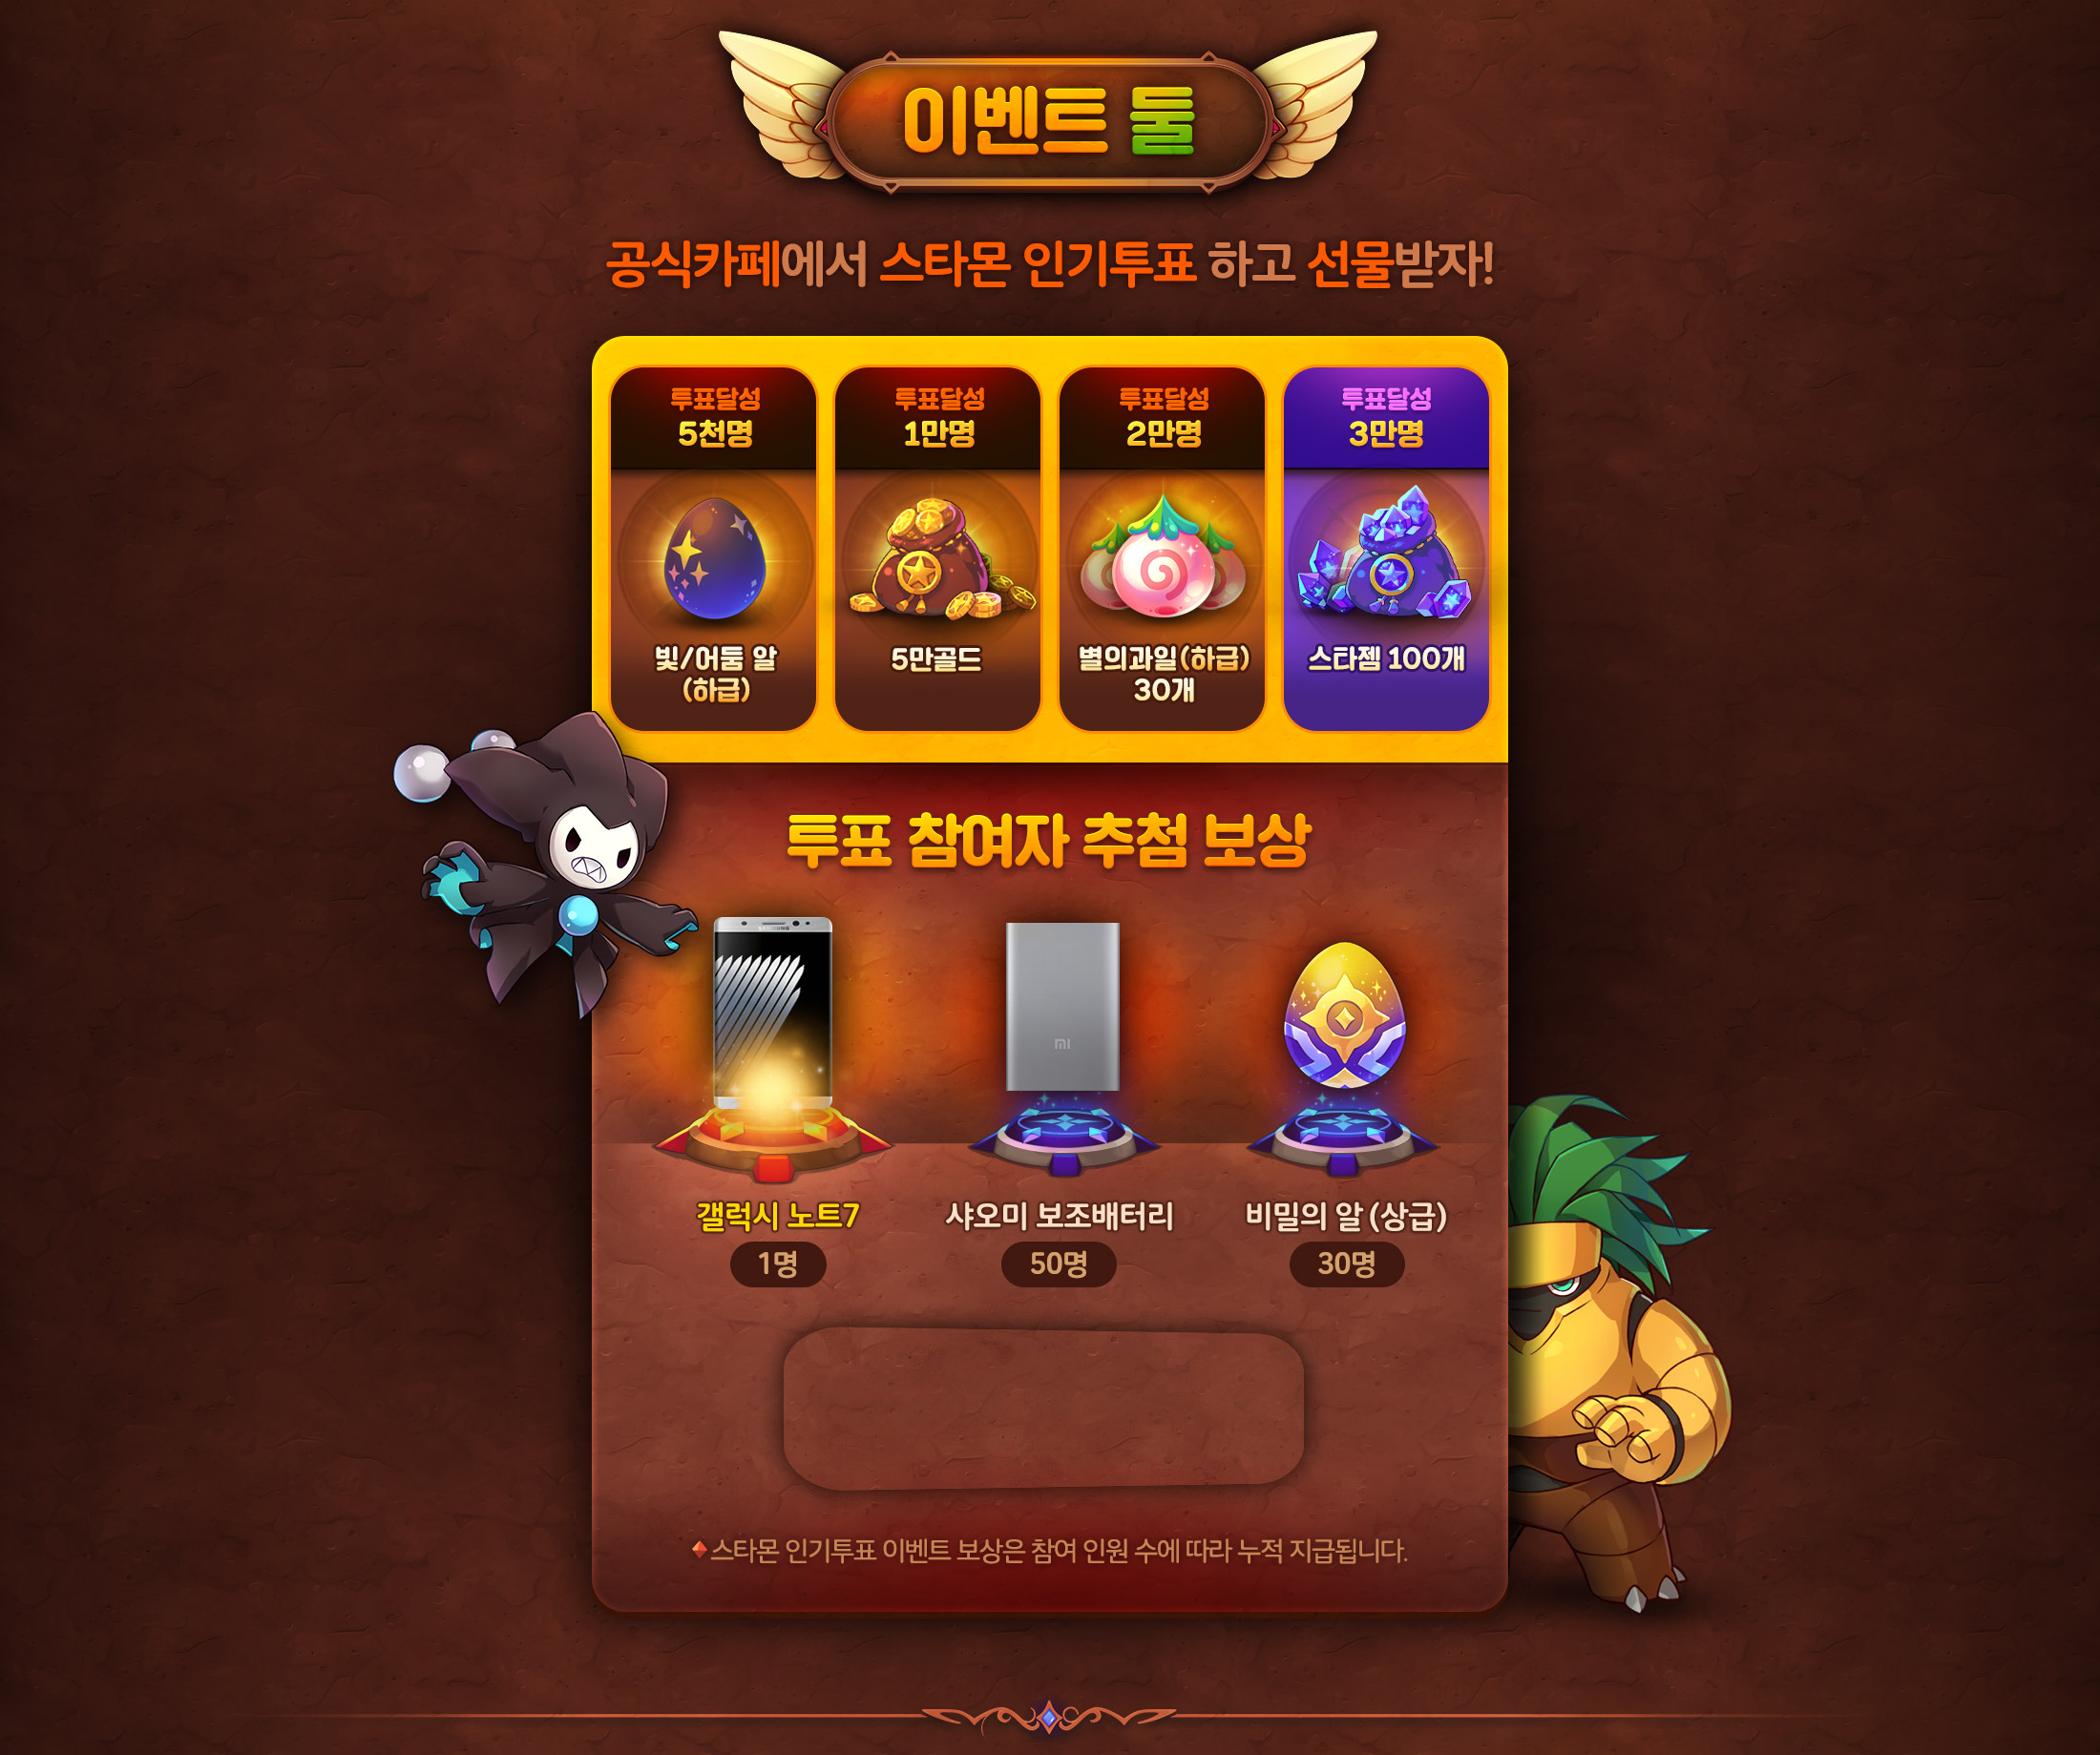 이벤트 둘
공식카페에서 스타몬 인기투표 하고 선물받자!
투표달성
5천명
빛/어둠 알
(하급)
투표달성
1만명
5만골드
투표달성
2만명
별의과일(하급)
30개
투표달성
3만명
스타젬 100개
투표 참여자 추첨 보상
SAMSUNG
갤럭시 노트7
1명
mi
샤오미 보조배터리
50명
비밀의 알 (상급)
30명
스타몬 인기투표 이벤트 보상은 참여 인원 수에 따라 누적 지급됩니다.